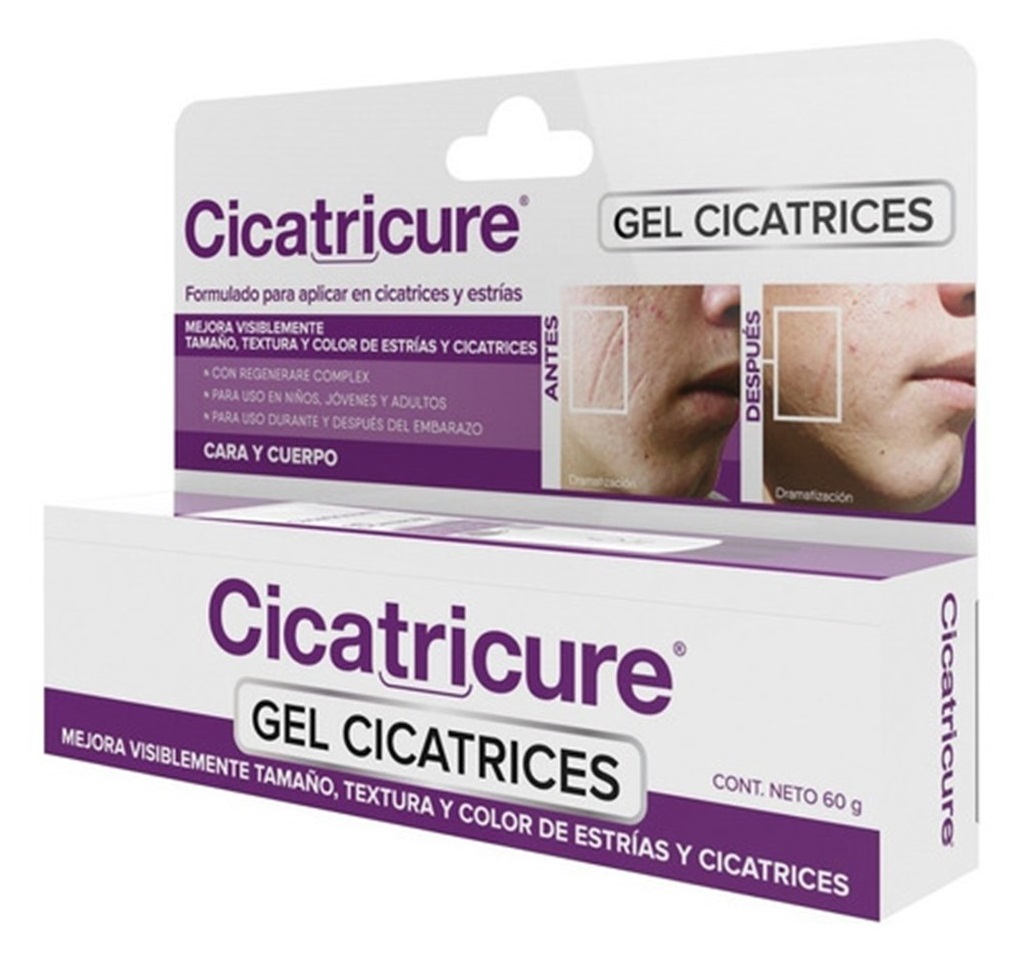 Cicatricure®
GEL CICATRICES
Formulado para aplicar en cicatrices y estrías
MEJORA VISIBLEMENTE
TAMAÑO, TEXTURA Y COLOR DE ESTRÍAS Y CICATRICES
CON REGENERARE COMPLEX
PARA USO EN NIÑOS, JÓVENES Y ADULTOS
PARA USO DURANTE Y DESPUÉS DEL EMBARAZO
CARA Y CUERPO
ANTES
Dramatización
DESPUÉS
Dramatización
Cicatricure®
GEL CICATRICES
CONT. NETO 60 g
MEJORA VISIBLEMENTE TAMAÑO, TEXTURA Y COLOR DE ESTRÍAS Y CICATRICES
Cicatricure